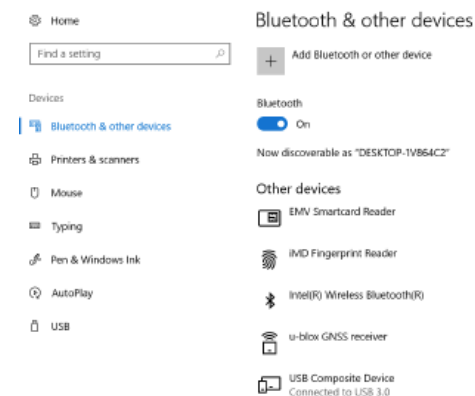 Home
Find a setting
Devices
Bluetooth & other devices
Printers & scanners
Mouse
Typing
Pen & Windows Ink
AutoPlay
USB
Bluetooth & other devices
Add Bluetooth or other device
Bluetooth
On
Now discoverable as "DESKTOP-1V864C2"
Other devices
EMV Smartcard Reader
iMD Fingerprint Reader
Intel(R) Wireless Bluetooth(R)
u-blox GNSS receiver
USB Composite Device
Connected to USB 3.0